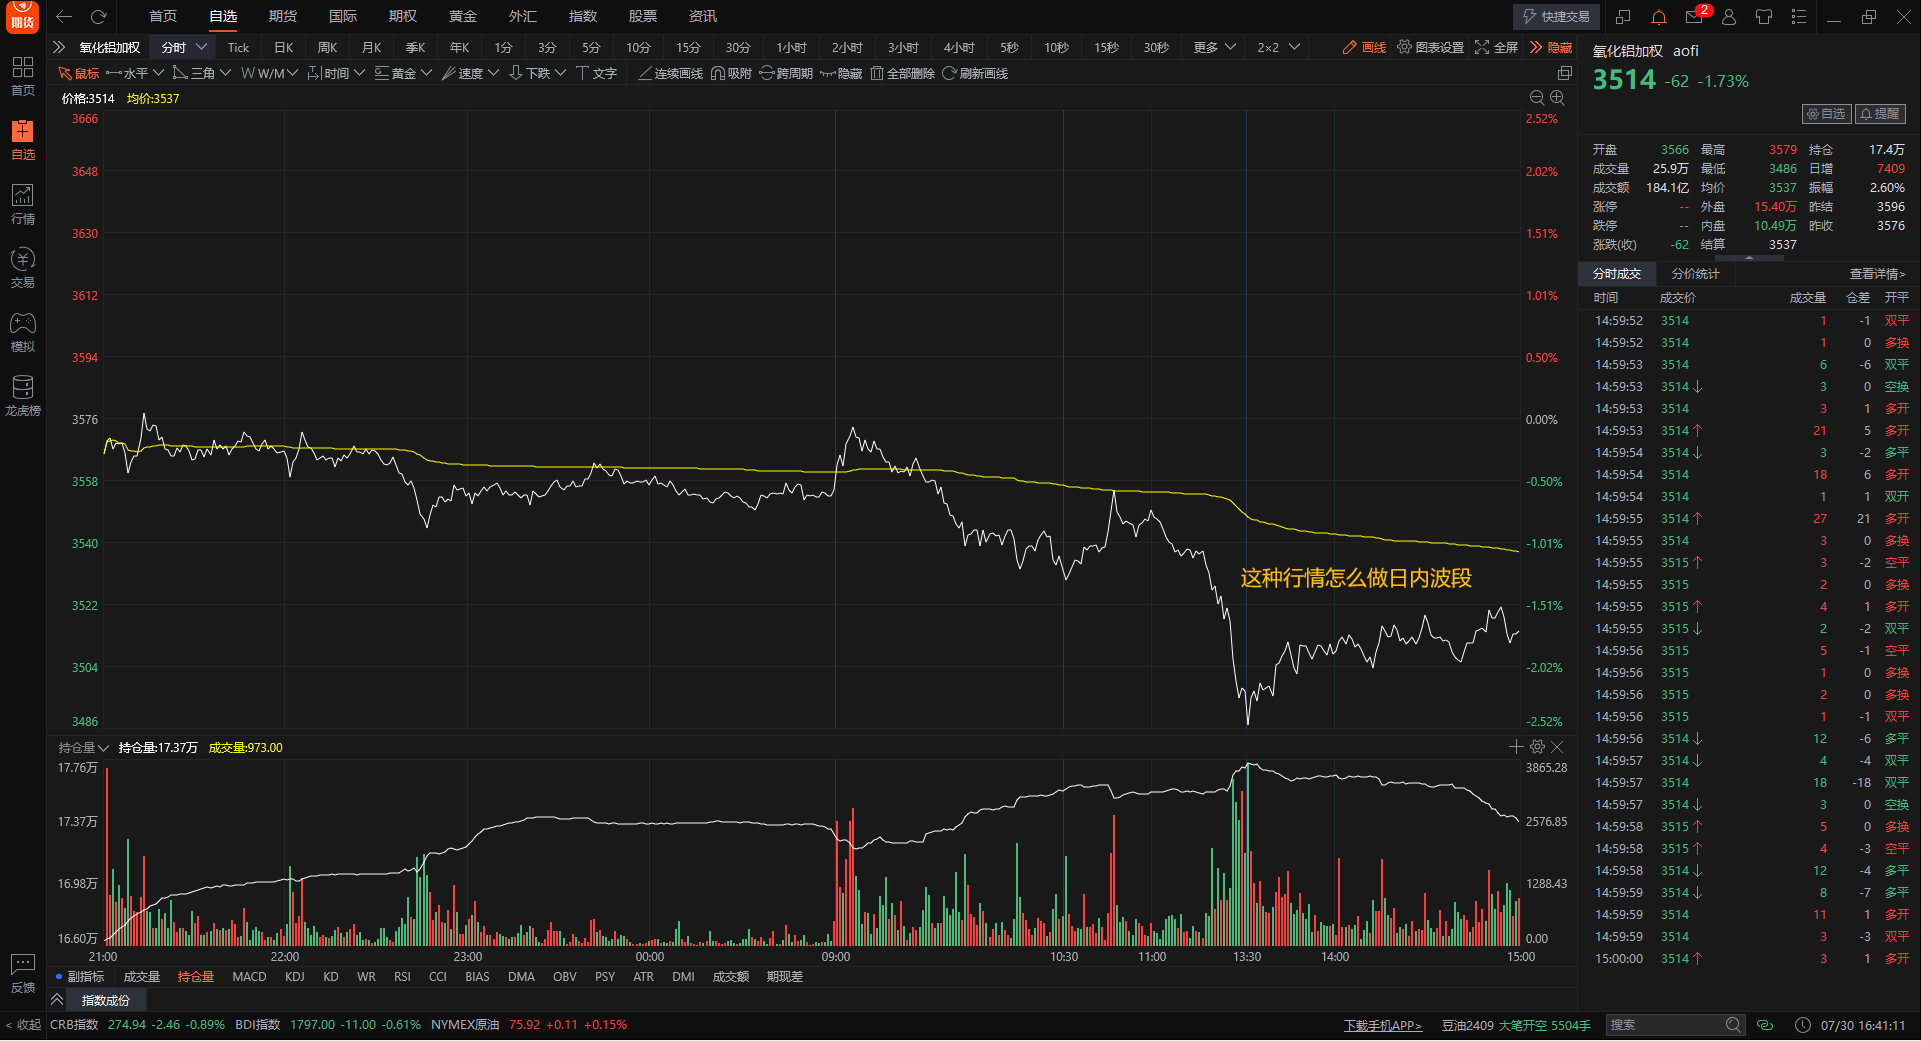 期货
首页 自选 期货 国际 期权 黄金 外汇 指数 股票 资讯
快捷交易 2
氧化铝加权 分时 Tick 日K 周K 月K 季K 年K 1分 3分 5分 10分 15分 30分 1小时 2小时 3小时 4小时 5秒 10秒 15秒 30秒 更多 2×2 画线 图表设置 全屏 隐藏
鼠标 水平 三角 W/M 时间 黄金 速度 下跌 文字 连续画线 吸附 跨周期 隐藏 全部删除 刷新画线
首页
自选
行情
交易
模拟
龙虎榜
反馈
< 收起
价格:3514 均价:3537
3666 2.52%
3648 2.02%
3630 1.51%
3612 1.01%
3594 0.50%
3576 0.00%
3558 -0.50%
3540 -1.01%
这种行情怎么做日内波段
3522 -1.51%
3504 -2.02%
3486 -2.52%
持仓量 持仓量:17.37万 成交量:973.00
17.76万 3865.28
17.37万 2576.85
16.98万 1288.43
16.60万 0.00
21:00 22:00 23:00 00:00 09:00 10:30 11:00 13:30 14:00 15:00
副指标 成交量 持仓量 MACD KDJ KD WR RSI CCI BIAS DMA OBV PSY ATR DMI 成交额 期现差
指数成份
氧化铝加权 aofi
3514 -62 -1.73%
自选 提醒
开盘 3566 最高 3579 持仓 17.4万
成交量 25.9万 最低 3486 日增 7409
成交额 184.1亿 均价 3537 振幅 2.60%
涨停 -- 外盘 15.40万 昨结 3596
跌停 -- 内盘 10.49万 昨收 3576
涨跌(收) -62 结算 3537
分时成交 分价统计 查看详情>
时间 成交价 成交量 仓差 开平
14:59:52 3514 1 -1 双平
14:59:52 3514 1 0 多换
14:59:53 3514 6 -6 双平
14:59:53 3514↓ 3 0 空换
14:59:53 3514 3 1 多开
14:59:53 3514↑ 21 5 多开
14:59:54 3514↓ 3 -2 多平
14:59:54 3514 18 6 多开
14:59:54 3514 1 1 双开
14:59:55 3514↑ 27 21 多开
14:59:55 3514 3 0 多换
14:59:55 3515↑ 3 -2 空平
14:59:55 3515 2 0 多换
14:59:55 3515↑ 4 1 多开
14:59:55 3515↓ 2 -2 双平
14:59:56 3515 5 -1 空平
14:59:56 3515 1 0 多换
14:59:56 3515 2 0 多换
14:59:56 3515 1 -1 双平
14:59:56 3514↓ 12 -6 多平
14:59:57 3514↓ 4 -4 双平
14:59:57 3514 18 -18 双平
14:59:57 3514↓ 3 0 空换
14:59:58 3515↑ 5 0 多换
14:59:58 3515↑ 4 -3 空平
14:59:58 3514↓ 12 -4 多平
14:59:59 3514↓ 8 -7 多平
14:59:59 3514 11 1 多开
14:59:59 3514 3 -3 双平
15:00:00 3514↑ 3 1 多开
CRB指数 274.94 -2.46 -0.89% BDI指数 1797.00 -11.00 -0.61% NYMEX原油 75.92 +0.11 +0.15% 下载手机APP> 豆油2409 大笔开空 5504手 搜索 07/30 16:41:11